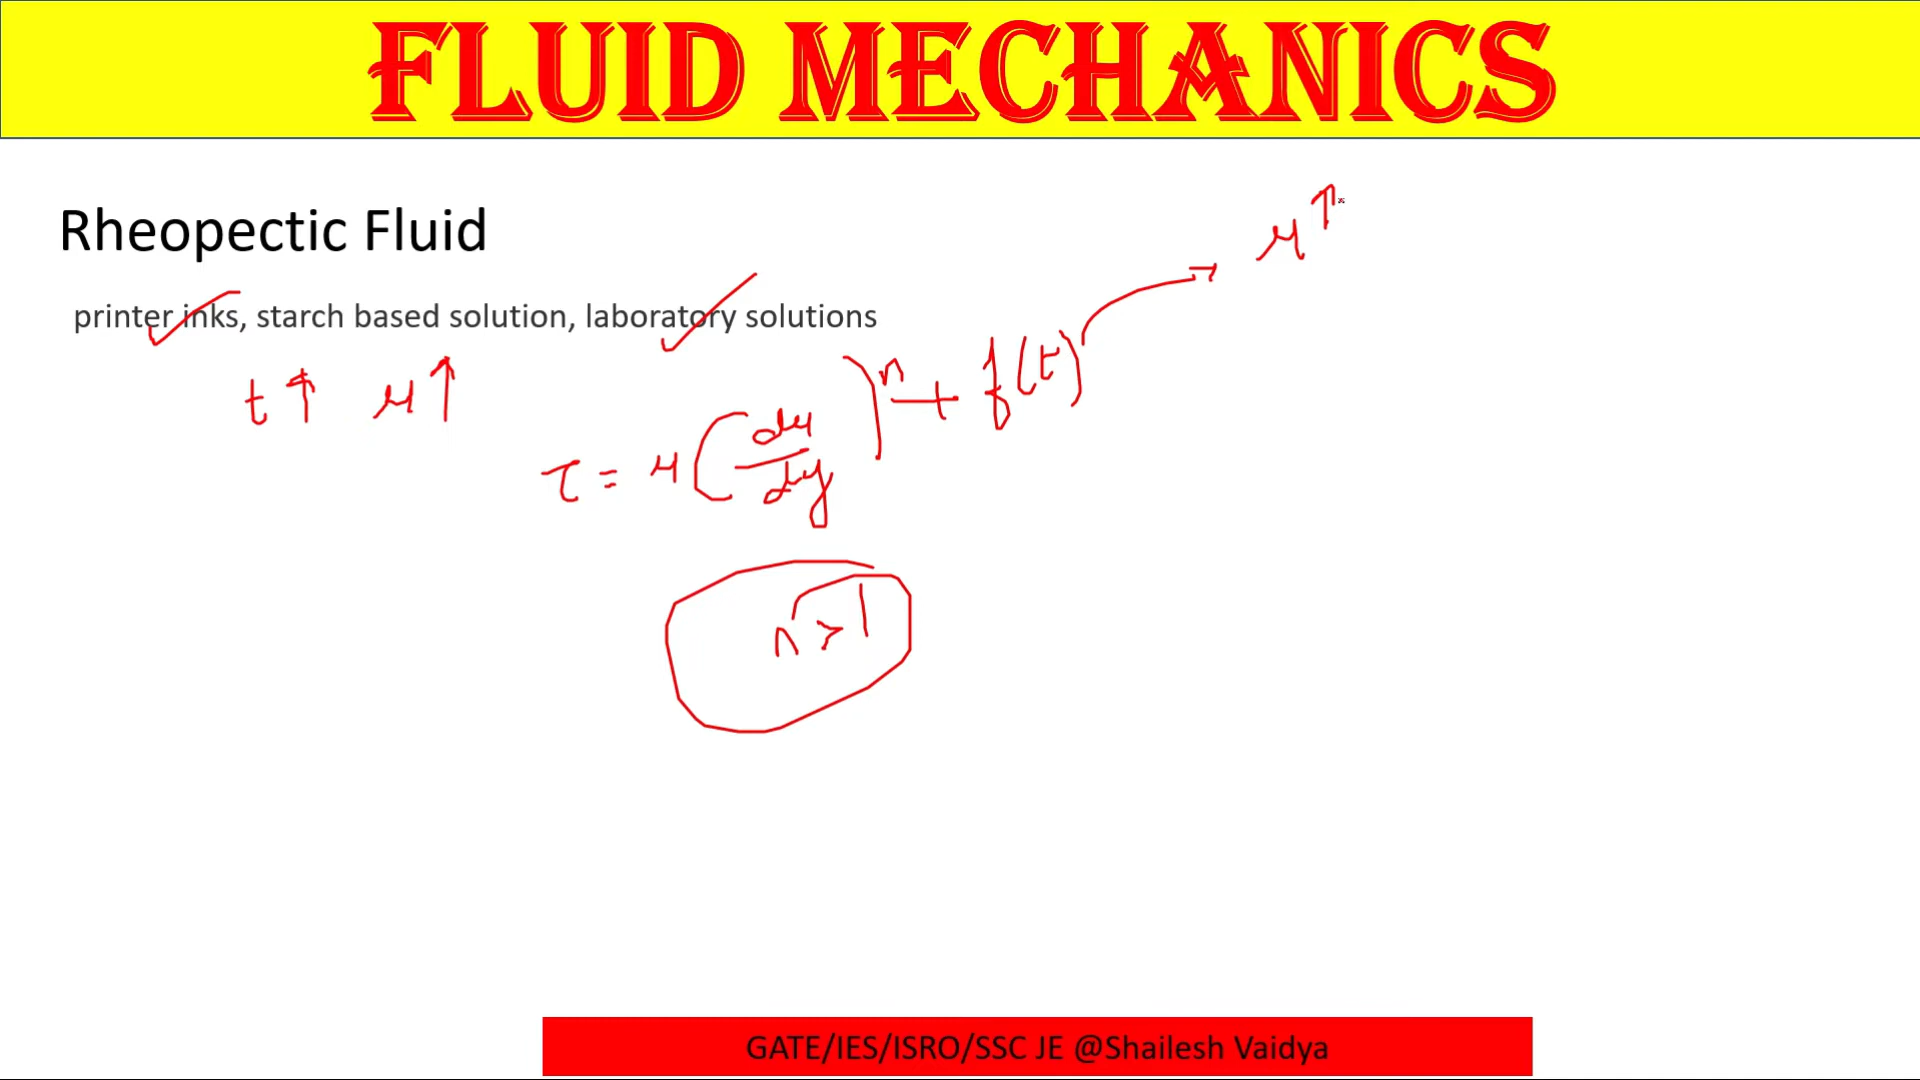 FLUID MECHANICS
Rheopectic Fluid
printer inks, starch based solution, laboratory solutions
t↑ μ↑
τ = μ (du/dy)^n + f(t) → μ↑
n > 1
GATE/IES/ISRO/SSC JE @Shailesh Vaidya